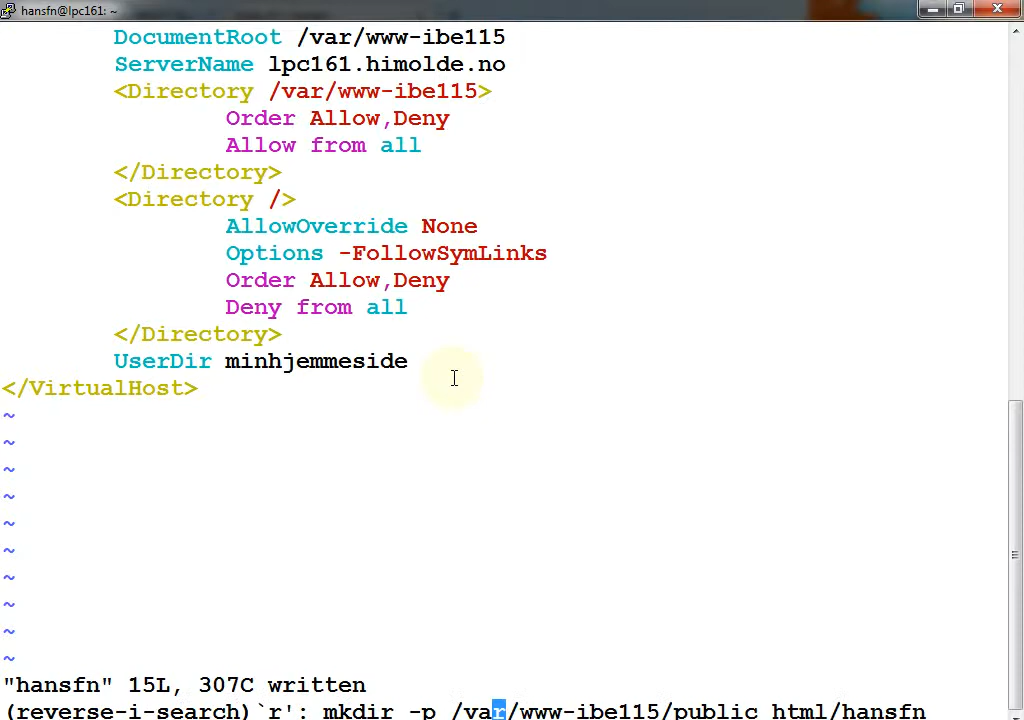 hansfn@lpc161: ~
DocumentRoot /var/www-ibe115
ServerName lpc161.himolde.no
<Directory /var/www-ibe115>
Order Allow,Deny
Allow from all
</Directory>
<Directory />
AllowOverride None
Options -FollowSymLinks
Order Allow,Deny
Deny from all
</Directory>
UserDir minhjemmeside
</VirtualHost>
~
~
~
~
~
~
~
~
~
~
"hansfn" 15L, 307C written
(reverse-i-search)`r': mkdir -p /var/www-ibe115/public_html/hansfn